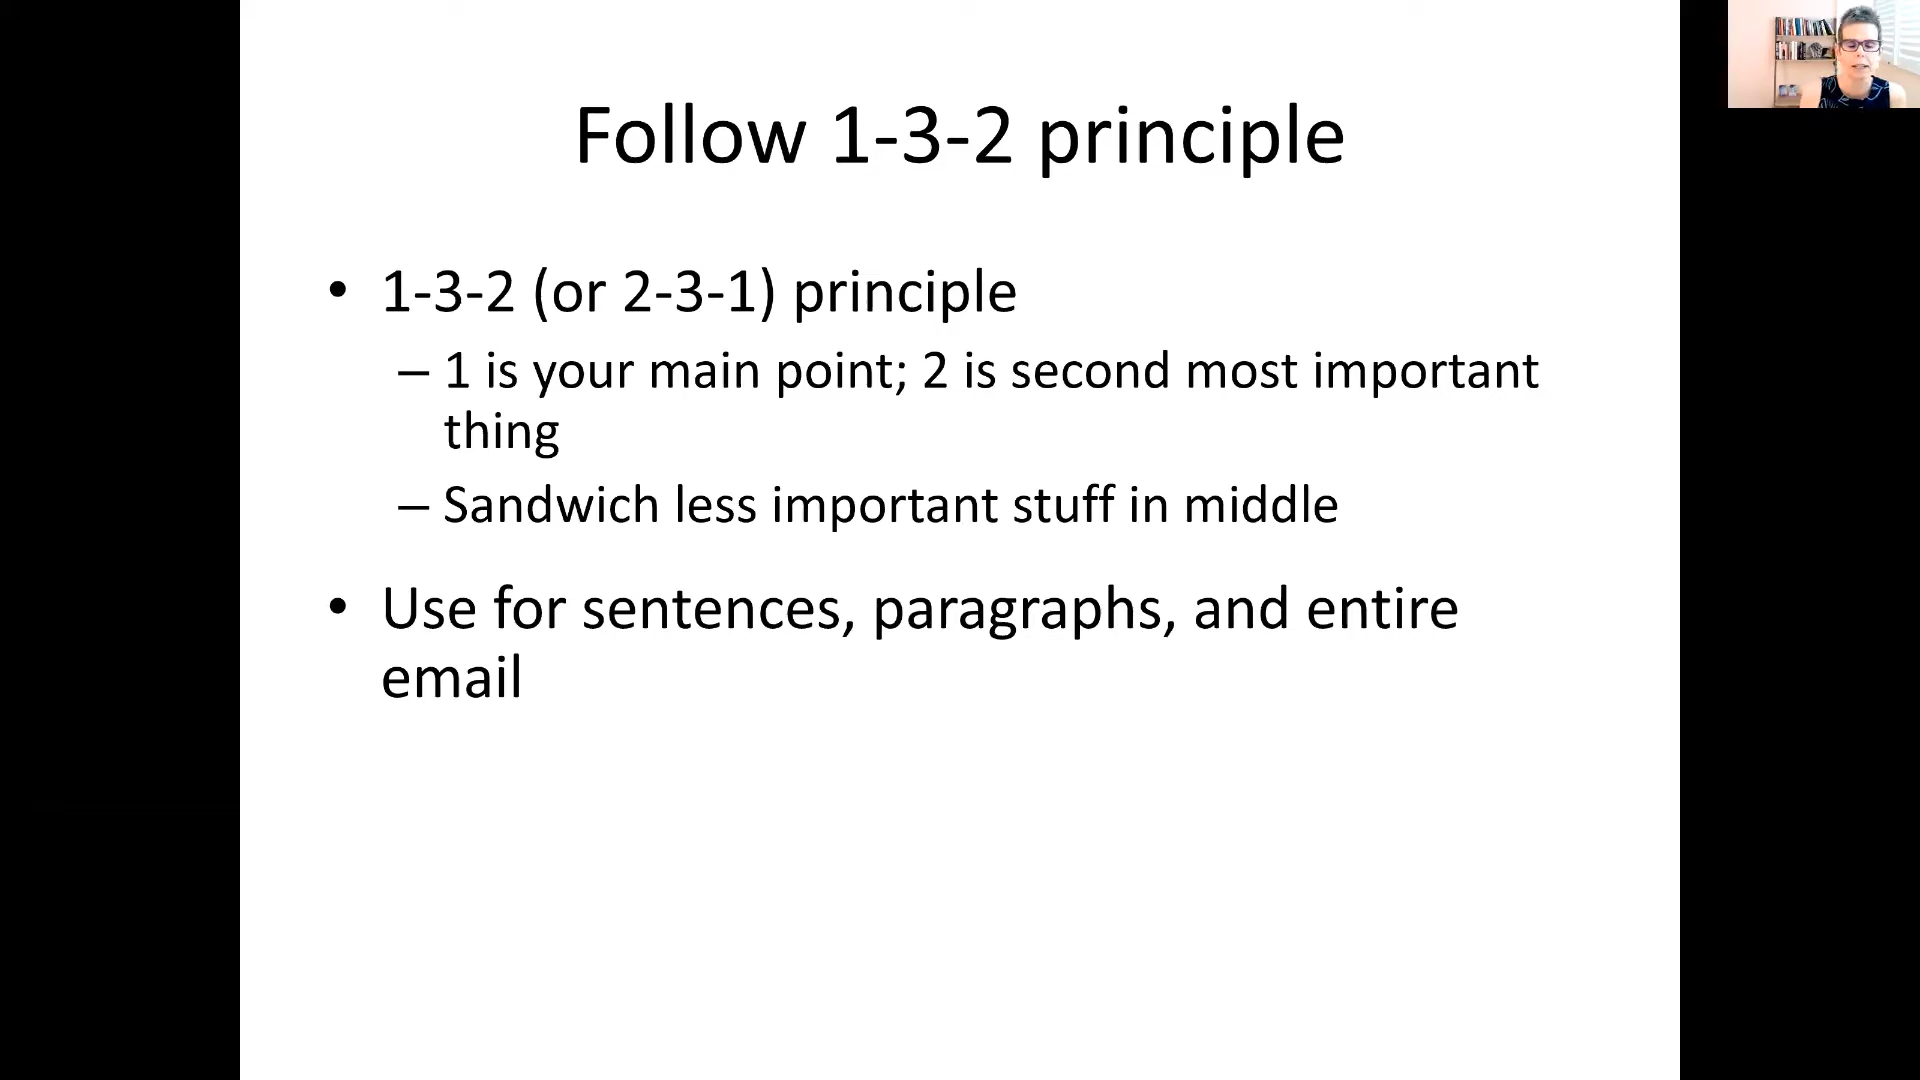 Follow 1-3-2 principle
• 1-3-2 (or 2-3-1) principle
– 1 is your main point; 2 is second most important
thing
– Sandwich less important stuff in middle
• Use for sentences, paragraphs, and entire
email